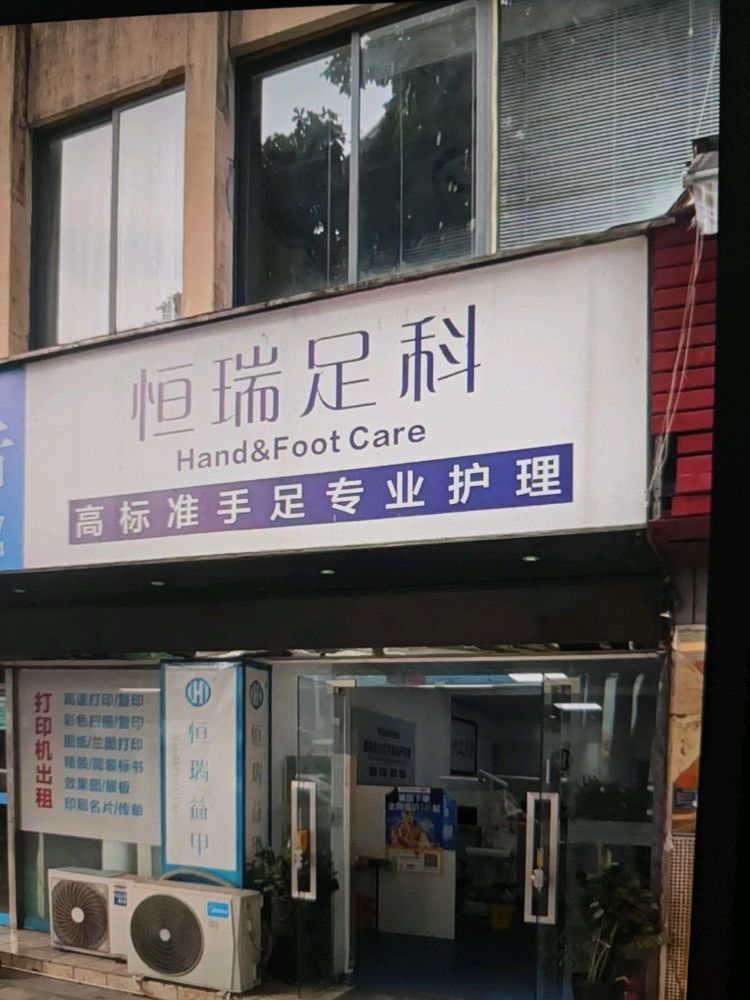 恒瑞足科
Hand&Foot Care
高标准手足专业护理
打印机出租
高速打印/复印
彩色扫描/复印
图纸/兰图打印
精装/简装标书
效果图/展板
印刷名片/传单
恒瑞益甲
恒瑞益甲
Midea